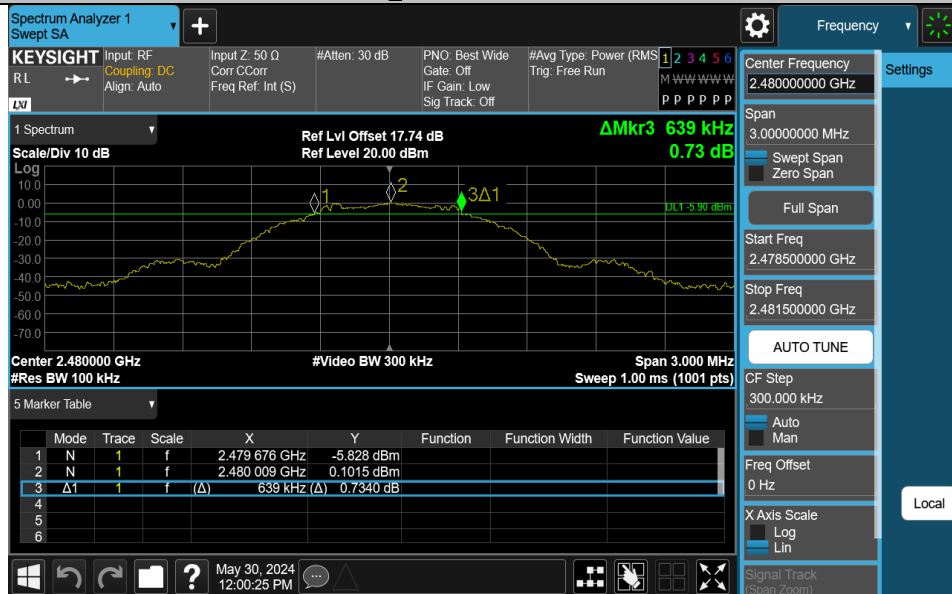 Spectrum Analyzer 1
Swept SA
+
Frequency
KEYSIGHT
RL
LXI
Input: RF
Coupling: DC
Align: Auto
Input Z: 50 Ω
Corr CCorr
Freq Ref: Int (S)
#Atten: 30 dB
PNO: Best Wide
Gate: Off
IF Gain: Low
Sig Track: Off
#Avg Type: Power (RMS
Trig: Free Run
1 2 3 4 5 6
M W W W W W
P P P P P P
1 Spectrum
Scale/Div 10 dB
Ref Lvl Offset 17.74 dB
Ref Level 20.00 dBm
ΔMkr3 639 kHz
0.73 dB
Log
10.0
0.00
-10.0
-20.0
-30.0
-40.0
-50.0
-60.0
-70.0
1
2
3Δ1
DL1 -5.90 dBm
Center 2.480000 GHz
#Video BW 300 kHz
Span 3.000 MHz
#Res BW 100 kHz
Sweep 1.00 ms (1001 pts)
5 Marker Table
Mode Trace Scale X Y Function Function Width Function Value
1 N 1 f 2.479 676 GHz -5.828 dBm
2 N 1 f 2.480 009 GHz 0.1015 dBm
3 Δ1 1 f (Δ) 639 kHz (Δ) 0.7340 dB
4
5
6
?
May 30, 2024
12:00:25 PM
Settings
Center Frequency
2.480000000 GHz
Span
3.00000000 MHz
Swept Span
Zero Span
Full Span
Start Freq
2.478500000 GHz
Stop Freq
2.481500000 GHz
AUTO TUNE
CF Step
300.000 kHz
Auto
Man
Freq Offset
0 Hz
X Axis Scale
Log
Lin
Signal Track
(Span Zoom)
Local